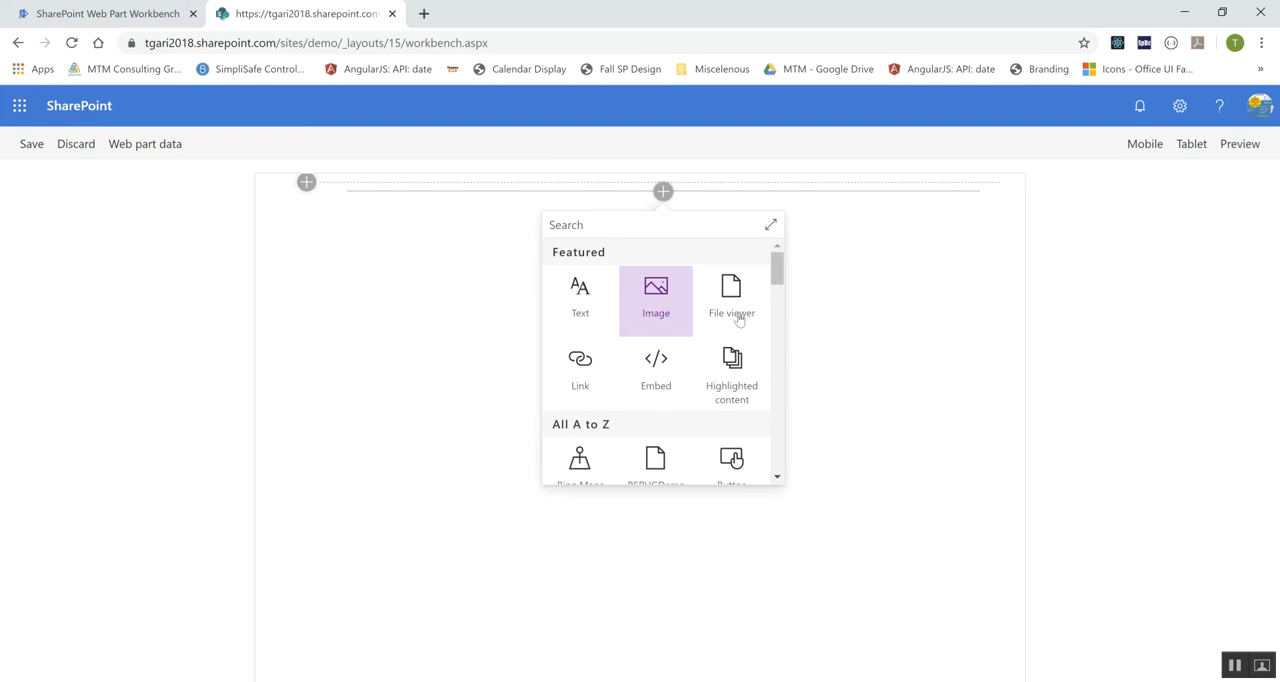 SharePoint Web Part Workbench
https://tgari2018.sharepoint.com
tgari2018.sharepoint.com/sites/demo/_layouts/15/workbench.aspx
T
Apps
MTM Consulting Gr...
SimpliSafe Control...
AngularJS: API: date
Calendar Display
Fall SP Design
Miscelenous
MTM - Google Drive
AngularJS: API: date
Branding
Icons - Office UI Fa...
»
SharePoint
Save Discard Web part data
Mobile Tablet Preview
Search
Featured
Text Image File viewer
Link Embed Highlighted
content
All A to Z